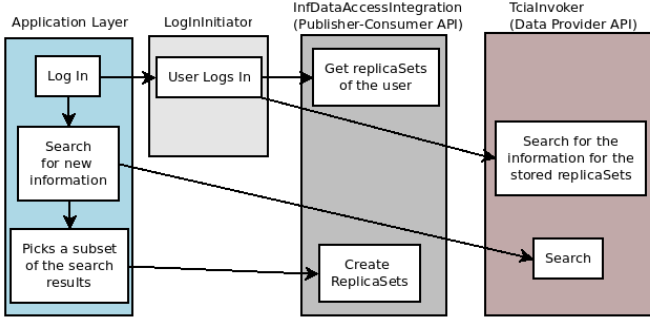 Application Layer
LogInInitiator
InfDataAccessIntegration
(Publisher-Consumer API)
TciaInvoker
(Data Provider API)
Log In
User Logs In
Get replicaSets
of the user
Search
for new
information
Search for the
information for the
stored replicaSets
Picks a subset
of the search
results
Create
ReplicaSets
Search